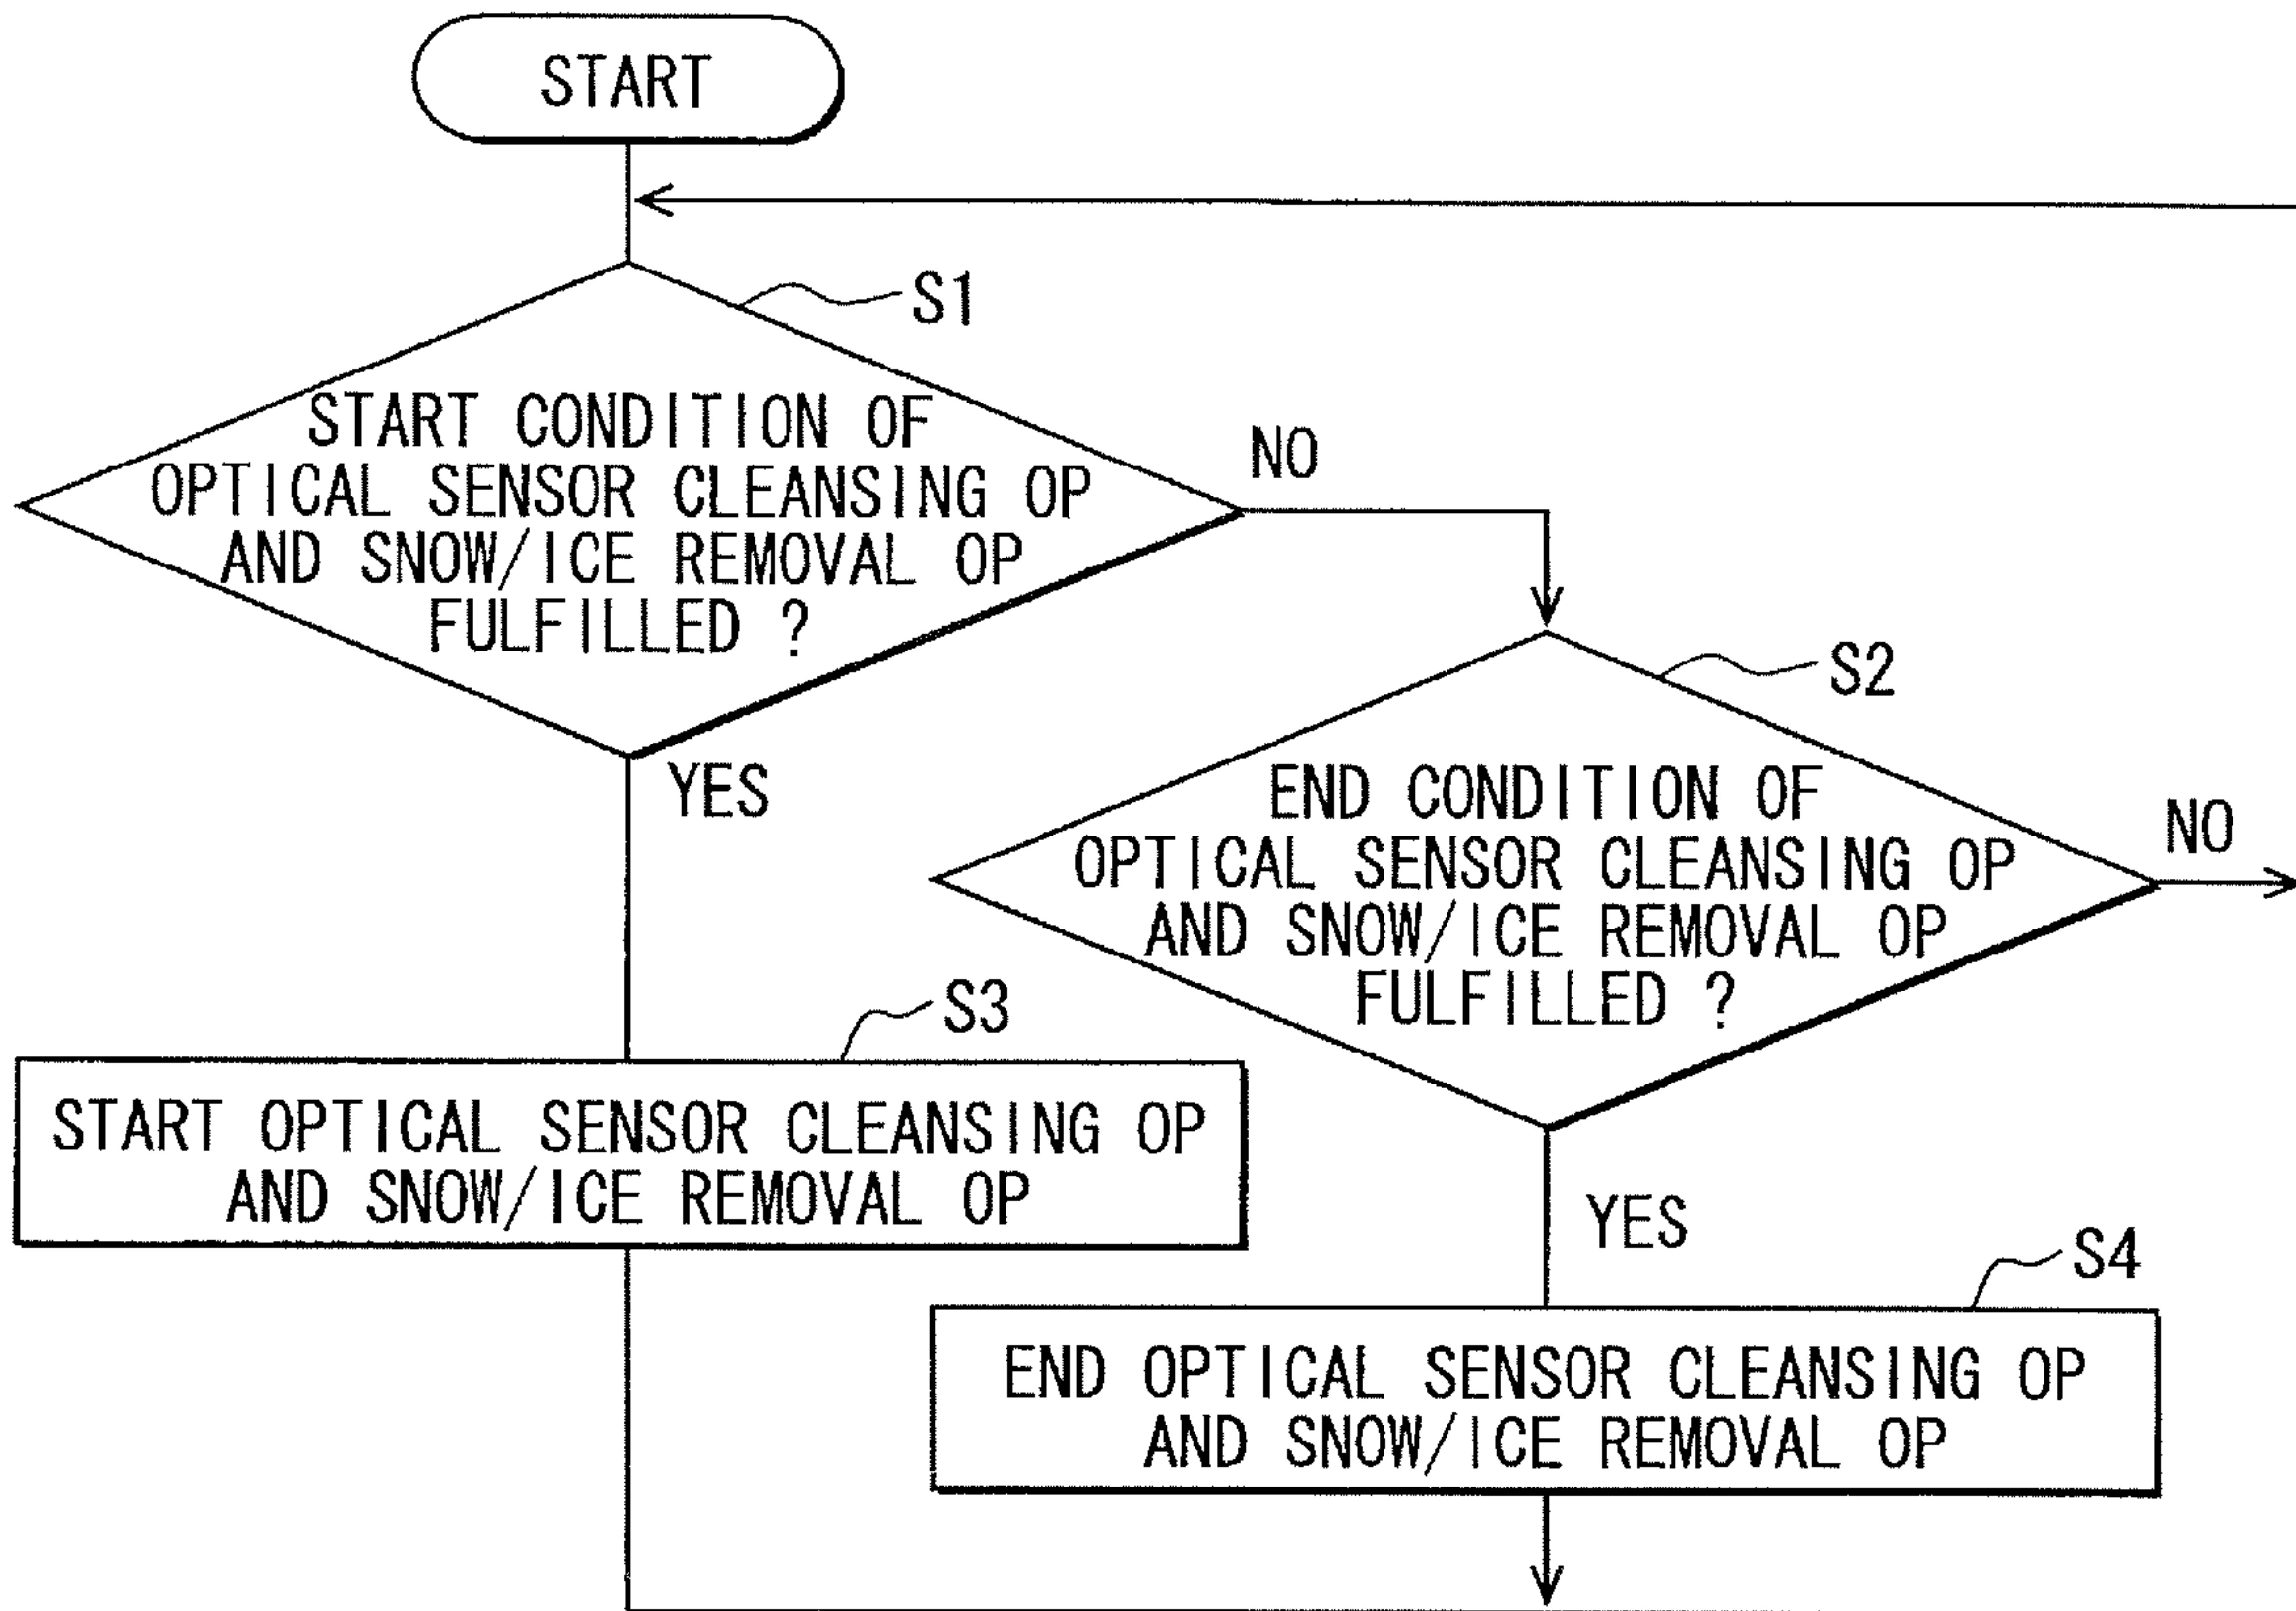 START
S1
START CONDITION OF
OPTICAL SENSOR CLEANSING OP
AND SNOW/ICE REMOVAL OP
FULFILLED ?
NO
YES
S2
END CONDITION OF
OPTICAL SENSOR CLEANSING OP
AND SNOW/ICE REMOVAL OP
FULFILLED ?
NO
YES
S3
START OPTICAL SENSOR CLEANSING OP
AND SNOW/ICE REMOVAL OP
S4
END OPTICAL SENSOR CLEANSING OP
AND SNOW/ICE REMOVAL OP